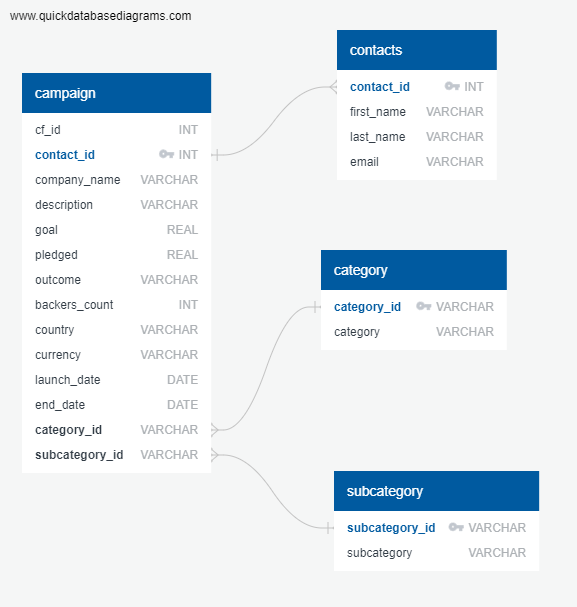 www.quickdatabasediagrams.com
campaign
cf_id INT
contact_id INT
company_name VARCHAR
description VARCHAR
goal REAL
pledged REAL
outcome VARCHAR
backers_count INT
country VARCHAR
currency VARCHAR
launch_date DATE
end_date DATE
category_id VARCHAR
subcategory_id VARCHAR
contacts
contact_id INT
first_name VARCHAR
last_name VARCHAR
email VARCHAR
category
category_id VARCHAR
category VARCHAR
subcategory
subcategory_id VARCHAR
subcategory VARCHAR